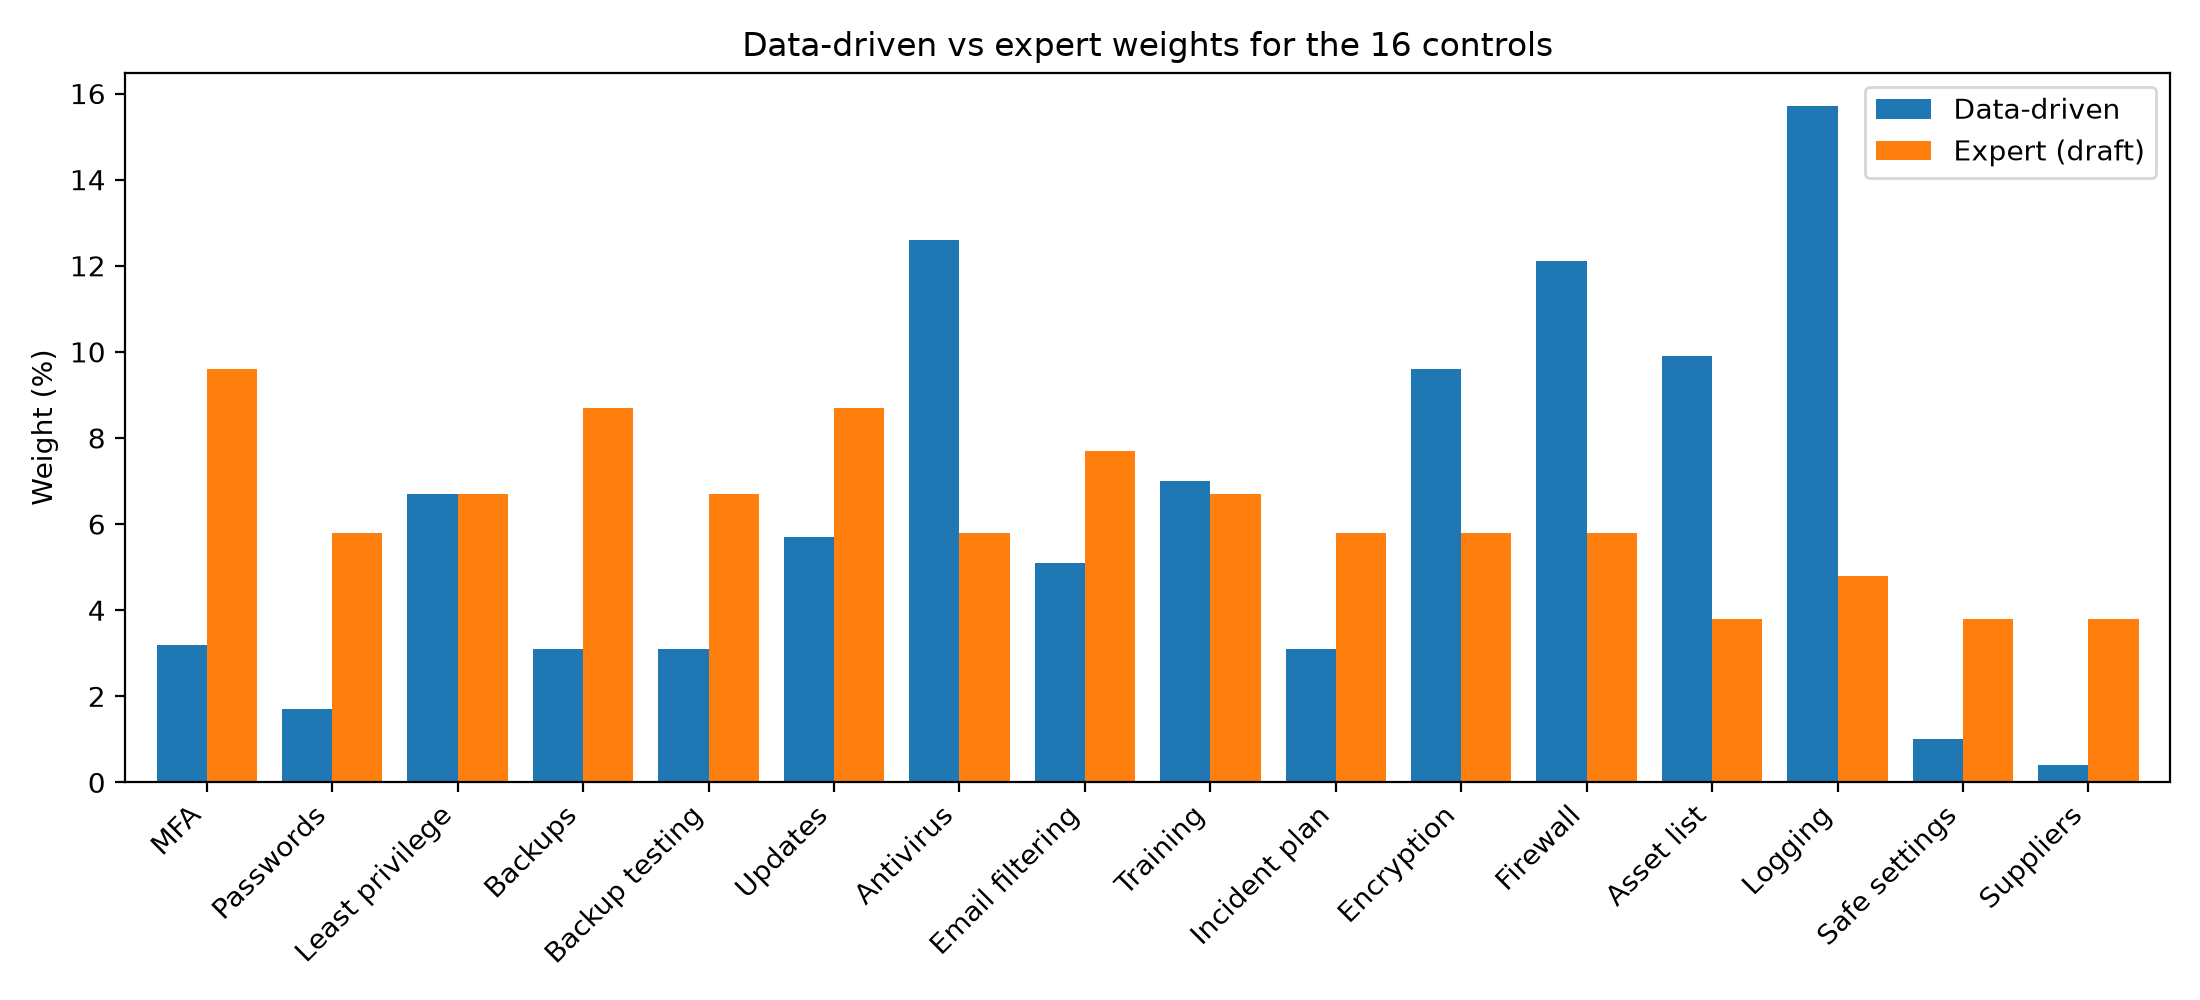 Data-driven vs expert weights for the 16 controls
Data-driven
Expert (draft)
Weight (%)
16
14
12
10
8
6
4
2
0
MFA
Passwords
Least privilege
Backups
Backup testing
Updates
Antivirus
Email filtering
Training
Incident plan
Encryption
Firewall
Asset list
Logging
Safe settings
Suppliers